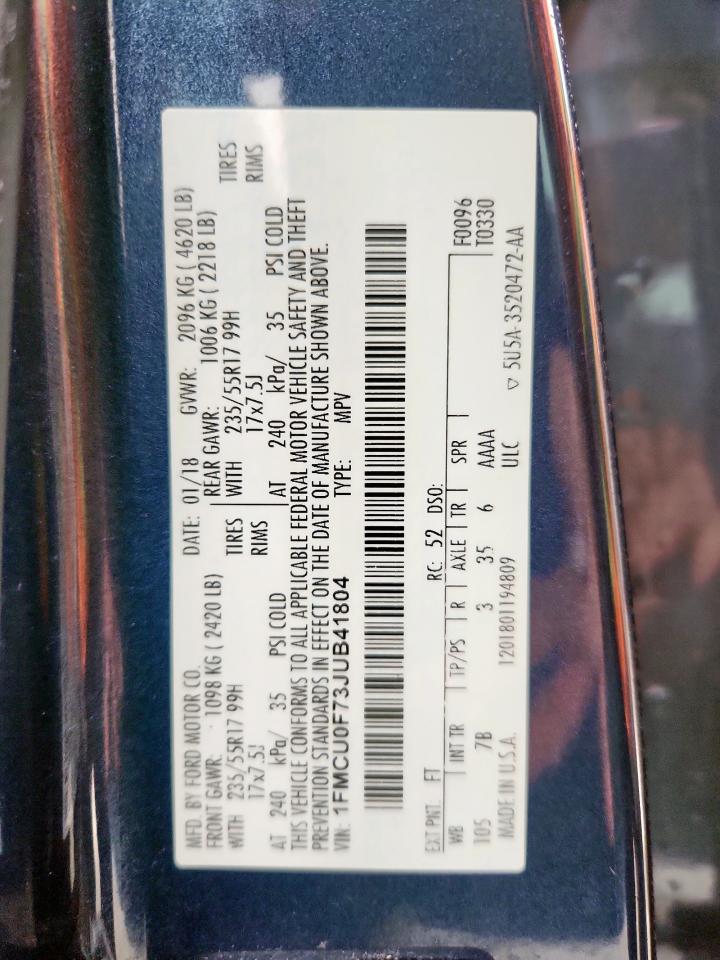 MFD. BY FORD MOTOR CO. DATE: 01/18 GVWR: 2096 KG ( 4620 LB)
FRONT GAWR: 1098 KG ( 2420 LB) REAR GAWR: 1006 KG ( 2218 LB)
WITH 235/55R17 99H TIRES WITH 235/55R17 99H TIRES
17x7.5J RIMS 17x7.5J RIMS
AT 240 kPa/ 35 PSI COLD AT 240 kPa/ 35 PSI COLD
THIS VEHICLE CONFORMS TO ALL APPLICABLE FEDERAL MOTOR VEHICLE SAFETY AND THEFT
PREVENTION STANDARDS IN EFFECT ON THE DATE OF MANUFACTURE SHOWN ABOVE.
VIN: 1FMCU0F73JUB41804 TYPE: MPV
EXT PNT: FT RC: 52 DSO: F0096
WB INT TR TP/PS R AXLE TR SPR T0330
105 7B 3 35 6 AAAA
MADE IN U.S.A. 1201801194809 ULC ▽ 5U5A-3520472-AA